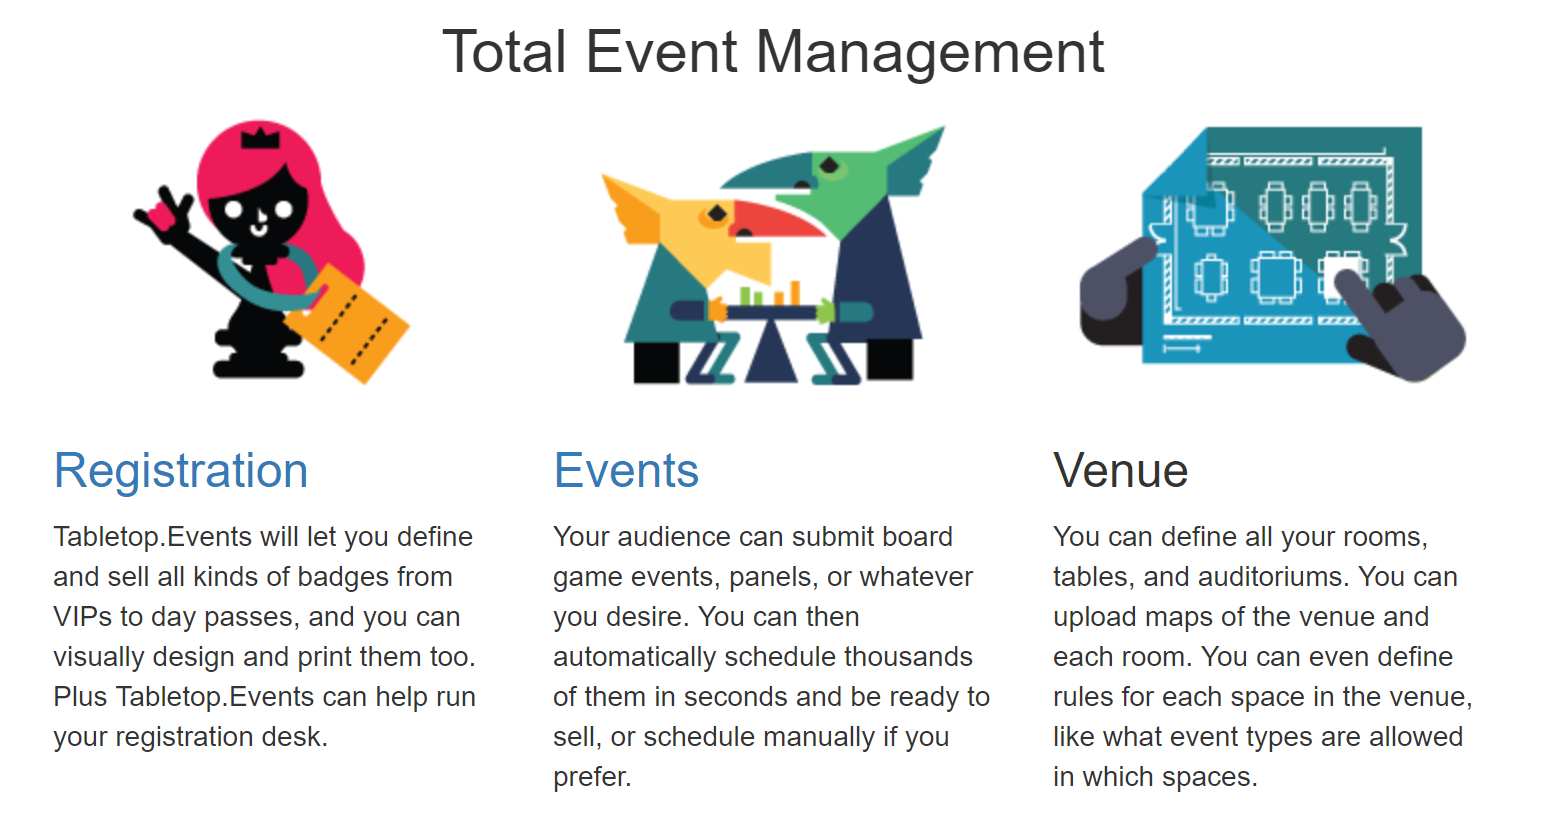 Total Event Management
Registration
Tabletop.Events will let you define
and sell all kinds of badges from
VIPs to day passes, and you can
visually design and print them too.
Plus Tabletop.Events can help run
your registration desk.
Events
Your audience can submit board
game events, panels, or whatever
you desire. You can then
automatically schedule thousands
of them in seconds and be ready to
sell, or schedule manually if you
prefer.
Venue
You can define all your rooms,
tables, and auditoriums. You can
upload maps of the venue and
each room. You can even define
rules for each space in the venue,
like what event types are allowed
in which spaces.